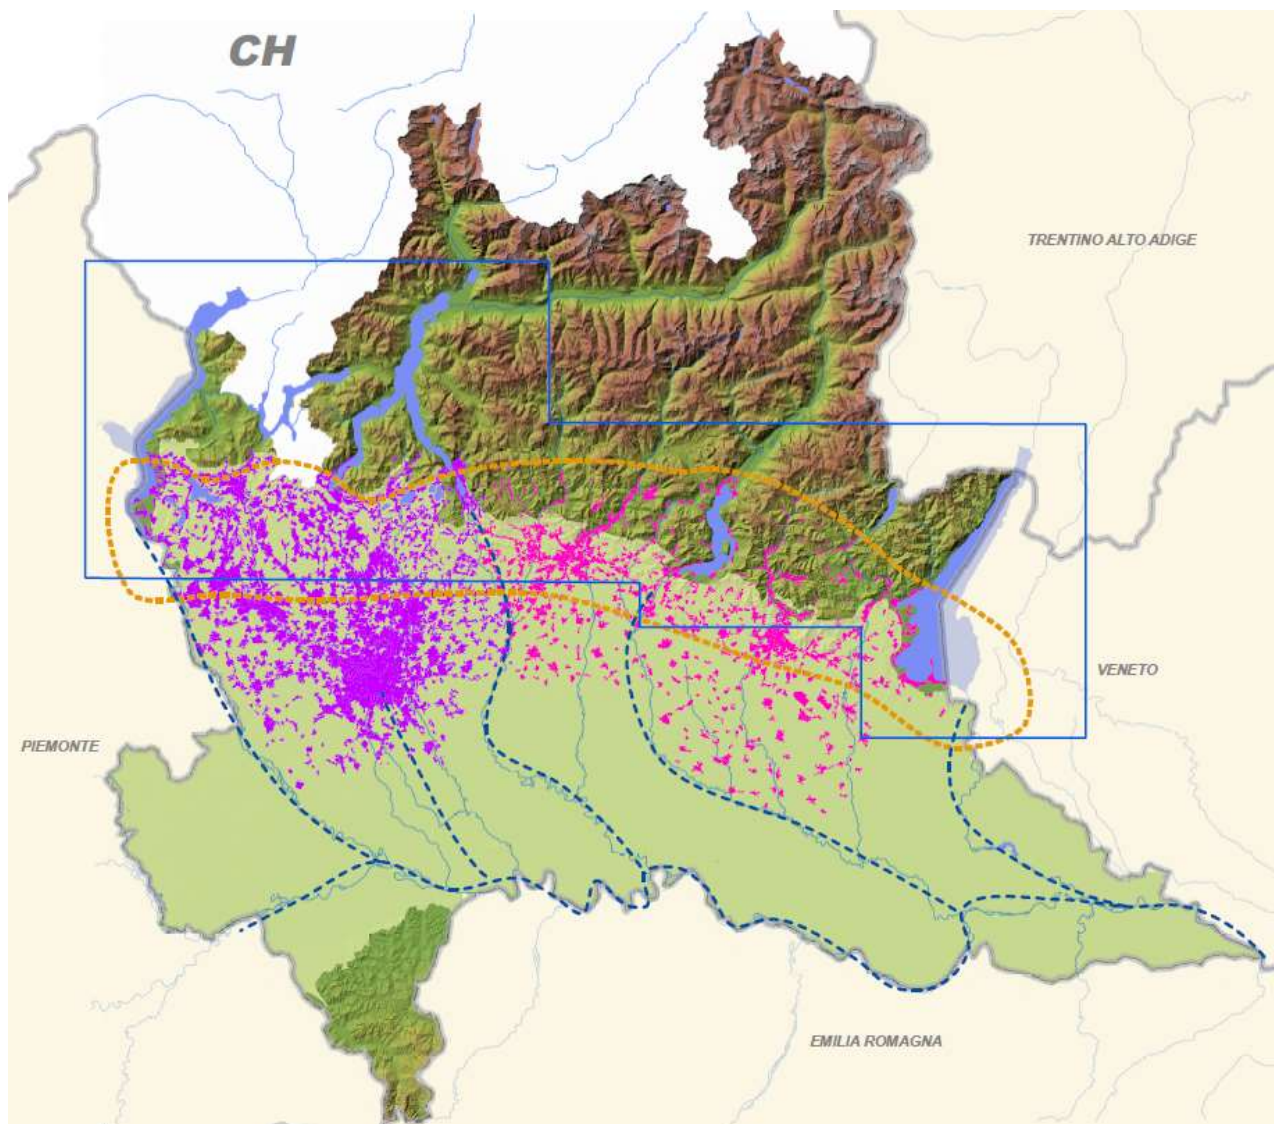 CH
TRENTINO ALTO ADIGE
VENETO
PIEMONTE
EMILIA ROMAGNA